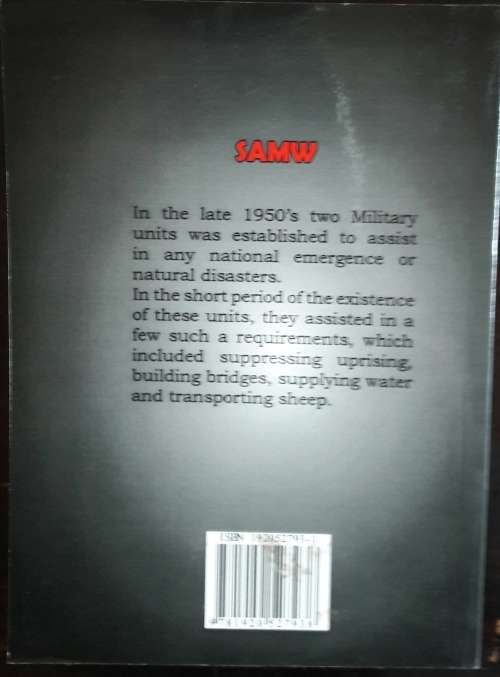 SAMW
In the late 1950's two Military
units was established to assist
in any national emergence or
natural disasters.
In the short period of the existence
of these units, they assisted in a
few such a requirements, which
included suppressing uprising,
building bridges, supplying water
and transporting sheep.
ISBN